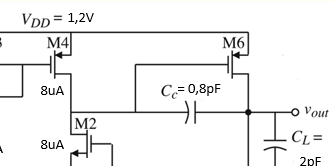 V_DD = 1,2V
M4 M6
8uA C_c = 0,8pF
M2 v_out
8uA C_L =
2pF